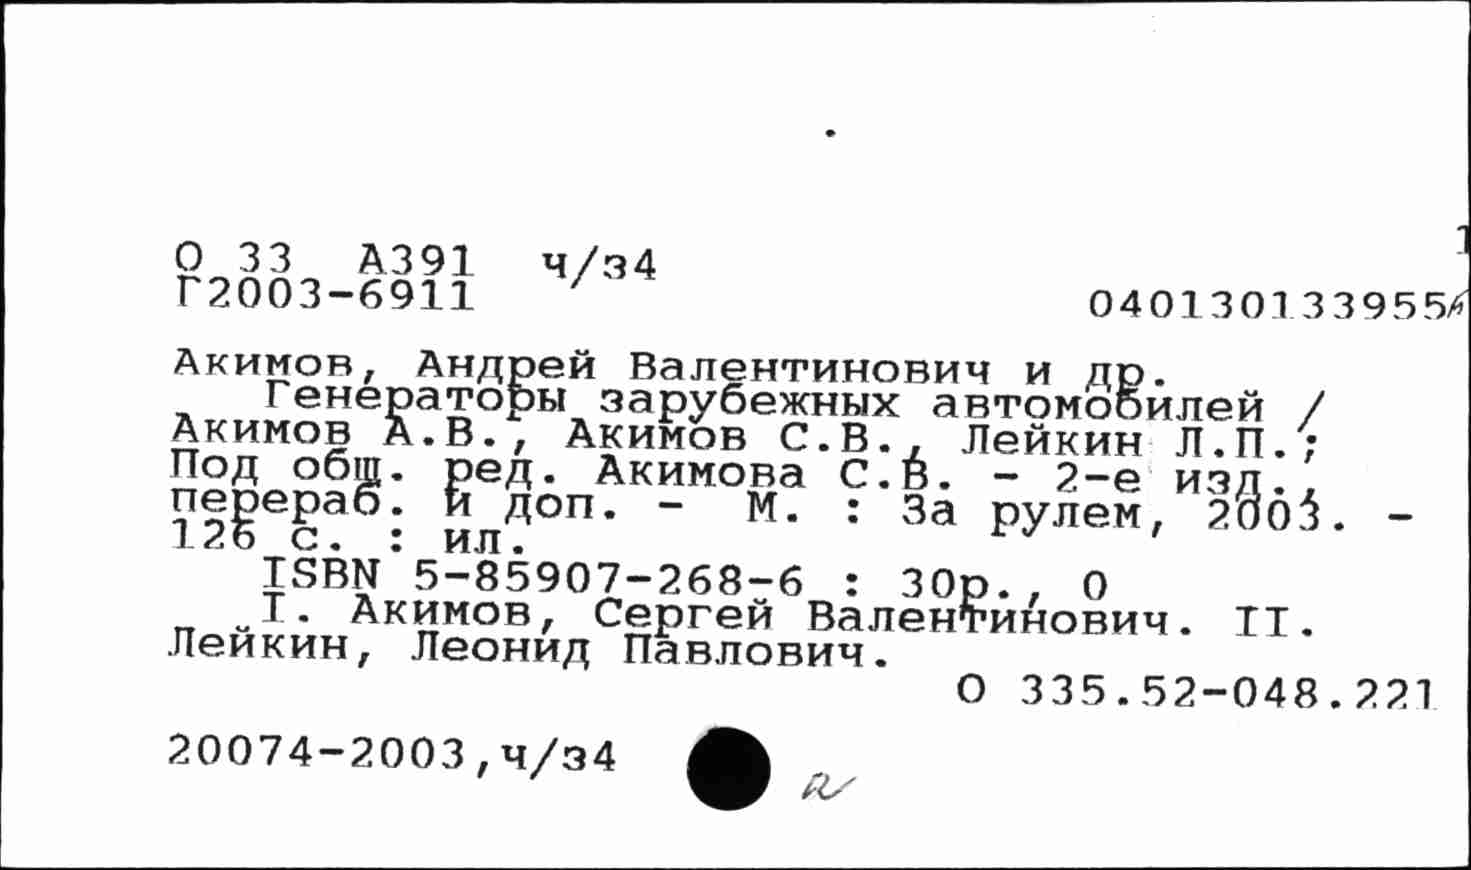 О 33 А391 ч/з4
1
Г2003-6911
040130133955
Акимов, Андрей Валентинович и др.
Генераторы зарубежных автомобилей /
Акимов А.В., Акимов С.В., Лейкин Л.П.;
Под общ. ред. Акимова С.В. - 2-е изд.,
перераб. и доп. - М. : За рулем, 2003. -
126 с. : ил.
ISBN 5-85907-268-6 : 30р., 0
I. Акимов, Сергей Валентинович. II.
Лейкин, Леонид Павлович.
О 335.52-048.221
20074-2003,ч/з4